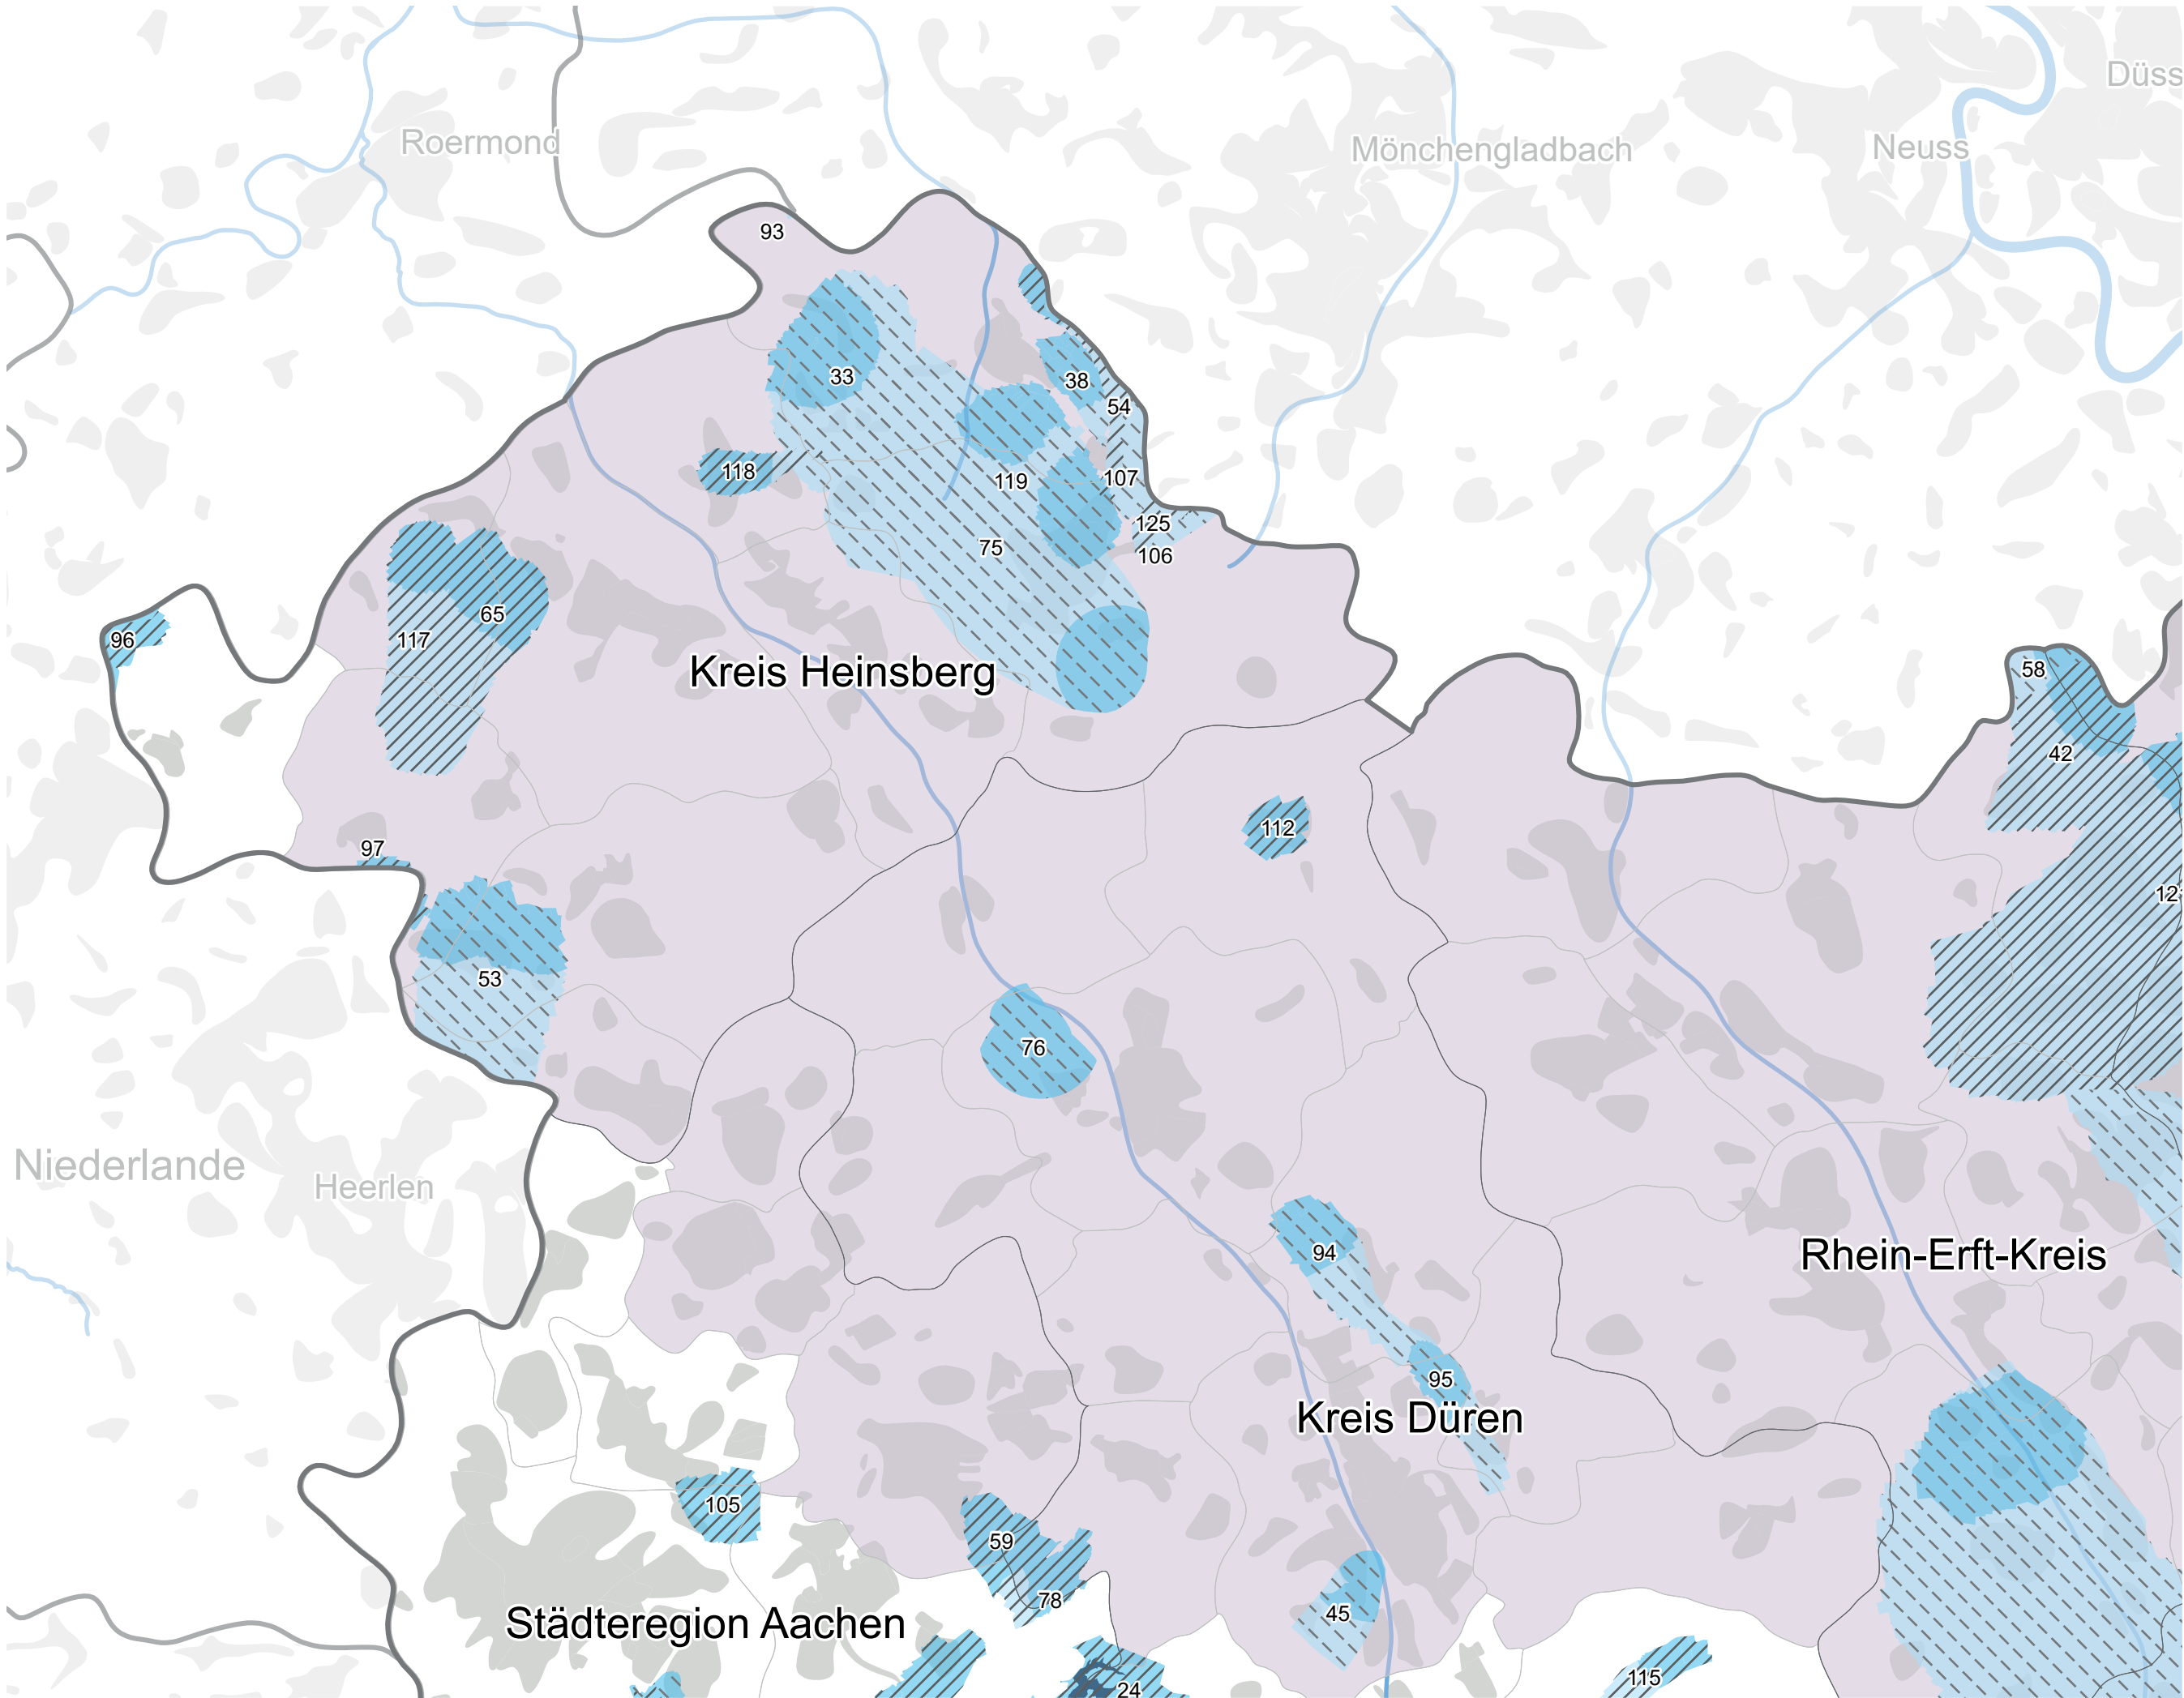 Düss
Roermond
Mönchengladbach
Neuss
93
33
38
54
118
119
107
125
75
106
65
96
117
Kreis Heinsberg
58
42
112
97
12
53
76
Niederlande
Heerlen
94
Rhein-Erft-Kreis
95
Kreis Düren
105
59
78
45
Städteregion Aachen
115
24